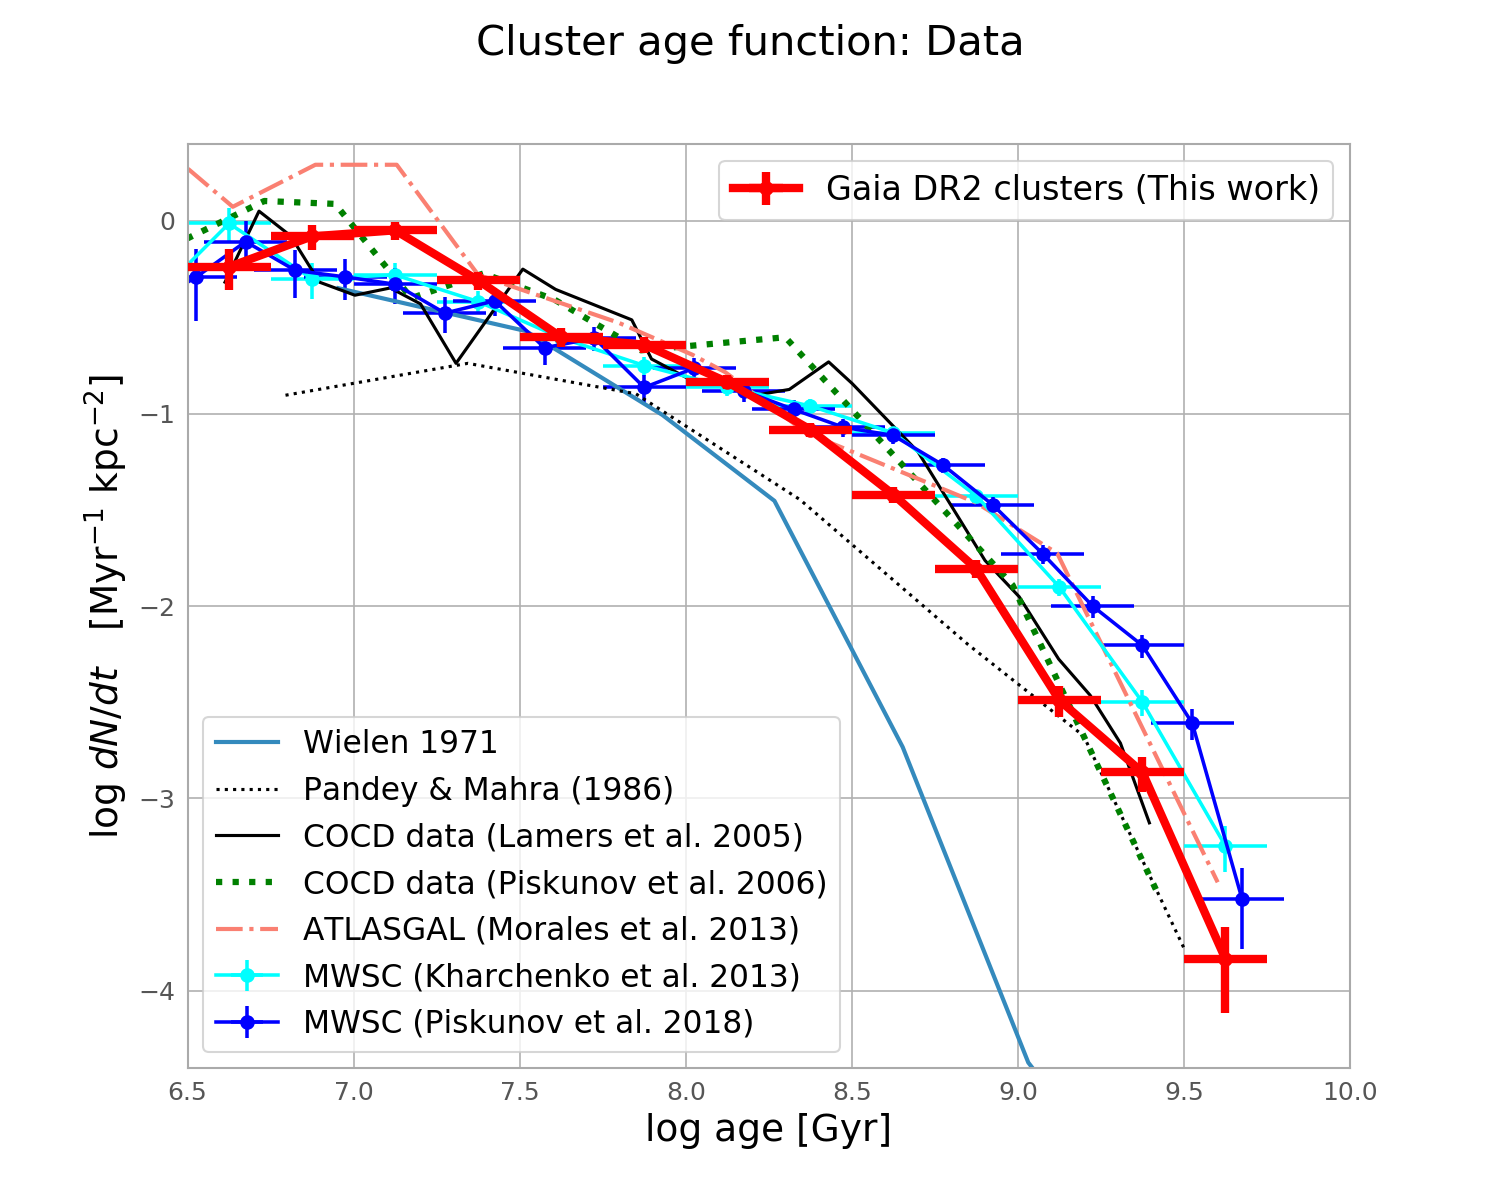 Cluster age function: Data
Gaia DR2 clusters (This work)
0
−1
−2
−3
−4
log dN/dt [Myr⁻¹ kpc⁻²]
Wielen 1971
Pandey & Mahra (1986)
COCD data (Lamers et al. 2005)
COCD data (Piskunov et al. 2006)
ATLASGAL (Morales et al. 2013)
MWSC (Kharchenko et al. 2013)
MWSC (Piskunov et al. 2018)
6.5 7.0 7.5 8.0 8.5 9.0 9.5 10.0
log age [Gyr]